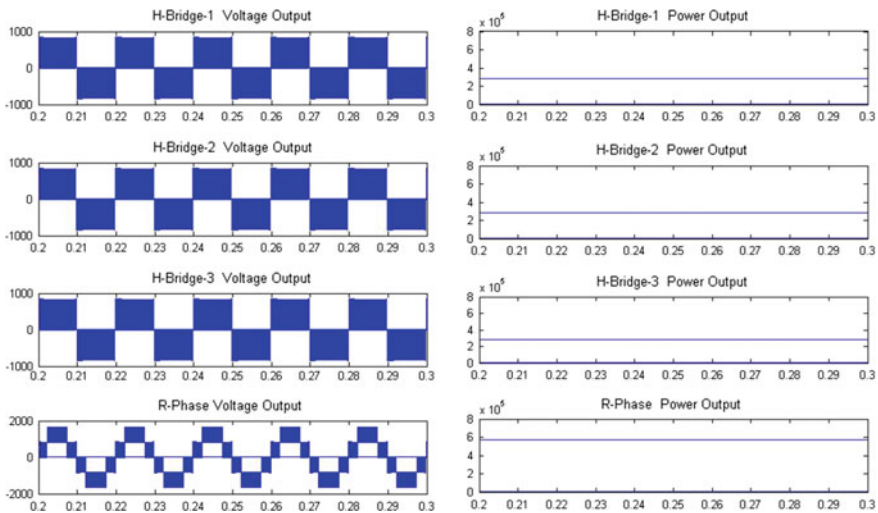 H-Bridge-1 Voltage Output
1000
0
-1000
0.2 0.21 0.22 0.23 0.24 0.25 0.26 0.27 0.28 0.29 0.3
H-Bridge-1 Power Output
x 10^5
8
6
4
2
0
0.2 0.21 0.22 0.23 0.24 0.25 0.26 0.27 0.28 0.29 0.3
H-Bridge-2 Voltage Output
1000
0
-1000
0.2 0.21 0.22 0.23 0.24 0.25 0.26 0.27 0.28 0.29 0.3
H-Bridge-2 Power Output
x 10^5
8
6
4
2
0
0.2 0.21 0.22 0.23 0.24 0.25 0.26 0.27 0.28 0.29 0.3
H-Bridge-3 Voltage Output
1000
0
-1000
0.2 0.21 0.22 0.23 0.24 0.25 0.26 0.27 0.28 0.29 0.3
H-Bridge-3 Power Output
x 10^5
8
6
4
2
0
0.2 0.21 0.22 0.23 0.24 0.25 0.26 0.27 0.28 0.29 0.3
R-Phase Voltage Output
2000
0
-2000
0.2 0.21 0.22 0.23 0.24 0.25 0.26 0.27 0.28 0.29 0.3
R-Phase Power Output
x 10^5
8
6
4
2
0
0.2 0.21 0.22 0.23 0.24 0.25 0.26 0.27 0.28 0.29 0.3